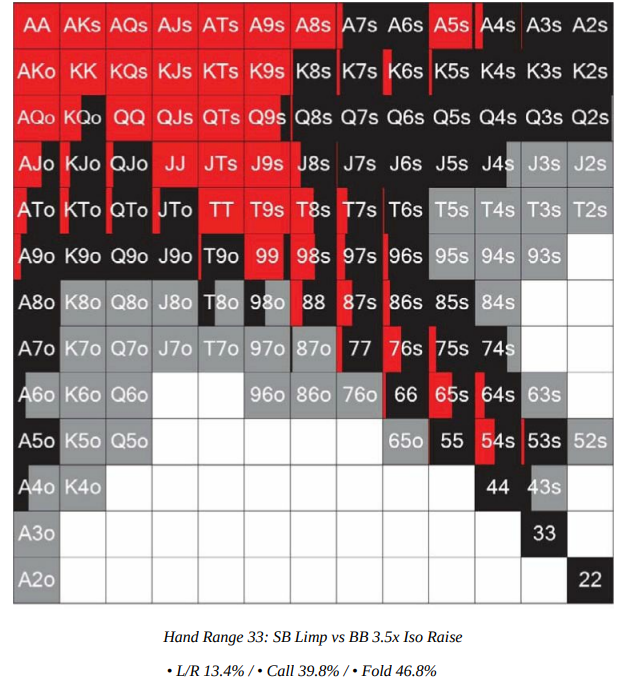 AA AKs AQs AJs ATs A9s A8s A7s A6s A5s A4s A3s A2s
AKo KK KQs KJs KTs K9s K8s K7s K6s K5s K4s K3s K2s
AQo KQo QQ QJs QTs Q9s Q8s Q7s Q6s Q5s Q4s Q3s Q2s
AJo KJo QJo JJ JTs J9s J8s J7s J6s J5s J4s J3s J2s
ATo KTo QTo JTo TT T9s T8s T7s T6s T5s T4s T3s T2s
A9o K9o Q9o J9o T9o 99 98s 97s 96s 95s 94s 93s
A8o K8o Q8o J8o T8o 98o 88 87s 86s 85s 84s
A7o K7o Q7o J7o T7o 97o 87o 77 76s 75s 74s
A6o K6o Q6o 96o 86o 76o 66 65s 64s 63s
A5o K5o Q5o 65o 55 54s 53s 52s
A4o K4o 44 43s
A3o 33
A2o 22
Hand Range 33: SB Limp vs BB 3.5x Iso Raise
• L/R 13.4% / • Call 39.8% / • Fold 46.8%